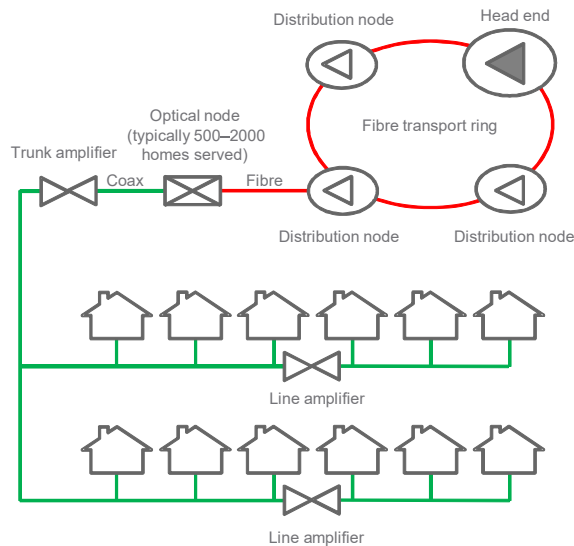 Distribution node
Head end
Optical node
(typically 500–2000
homes served)
Fibre transport ring
Trunk amplifier
Coax
Fibre
Distribution node
Distribution node
Line amplifier
Line amplifier